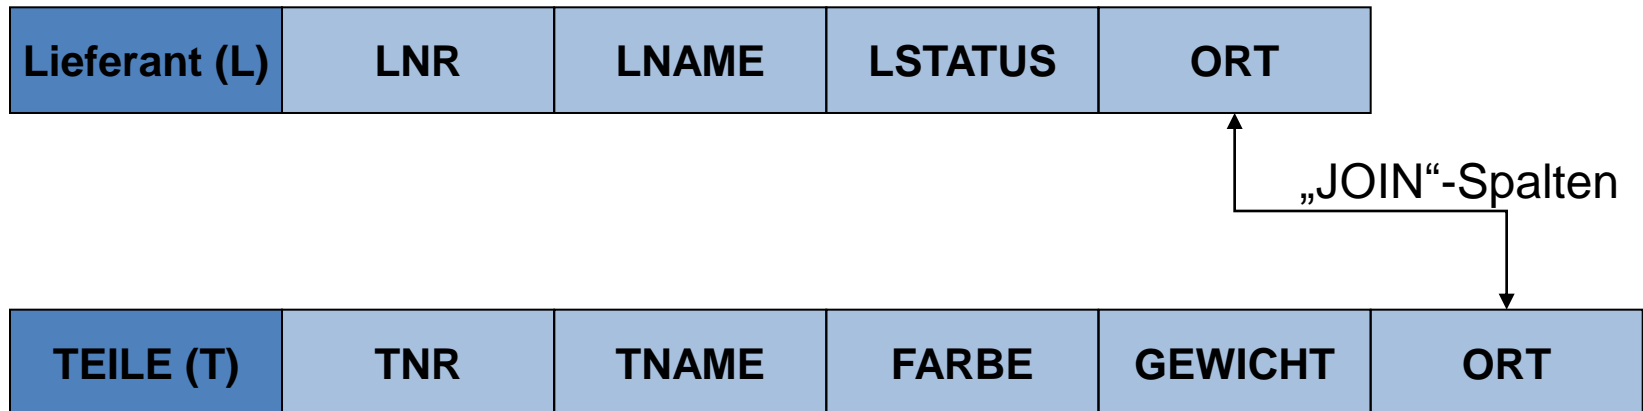 Lieferant (L) LNR LNAME LSTATUS ORT
„JOIN“-Spalten
TEILE (T) TNR TNAME FARBE GEWICHT ORT